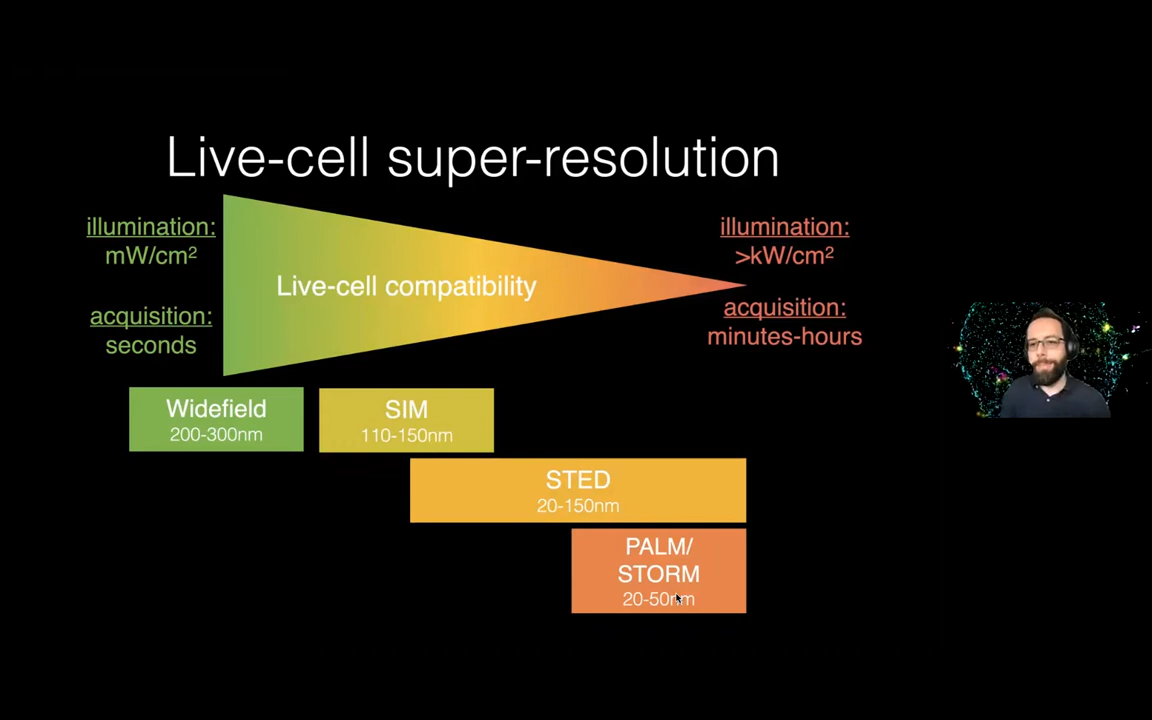 Live-cell super-resolution
illumination:
mW/cm²
acquisition:
seconds
Live-cell compatibility
illumination:
>kW/cm²
acquisition:
minutes-hours
Widefield
200-300nm
SIM
110-150nm
STED
20-150nm
PALM/
STORM
20-50nm